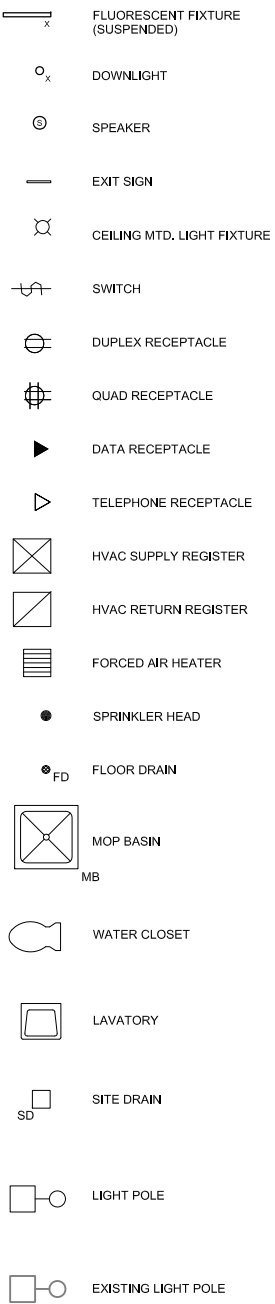 FLUORESCENT FIXTURE
(SUSPENDED)
X
DOWNLIGHT
X
S
SPEAKER
EXIT SIGN
CEILING MTD. LIGHT FIXTURE
SWITCH
DUPLEX RECEPTACLE
QUAD RECEPTACLE
DATA RECEPTACLE
TELEPHONE RECEPTACLE
HVAC SUPPLY REGISTER
HVAC RETURN REGISTER
FORCED AIR HEATER
SPRINKLER HEAD
FD FLOOR DRAIN
MOP BASIN
MB
WATER CLOSET
LAVATORY
SITE DRAIN
SD
LIGHT POLE
EXISTING LIGHT POLE